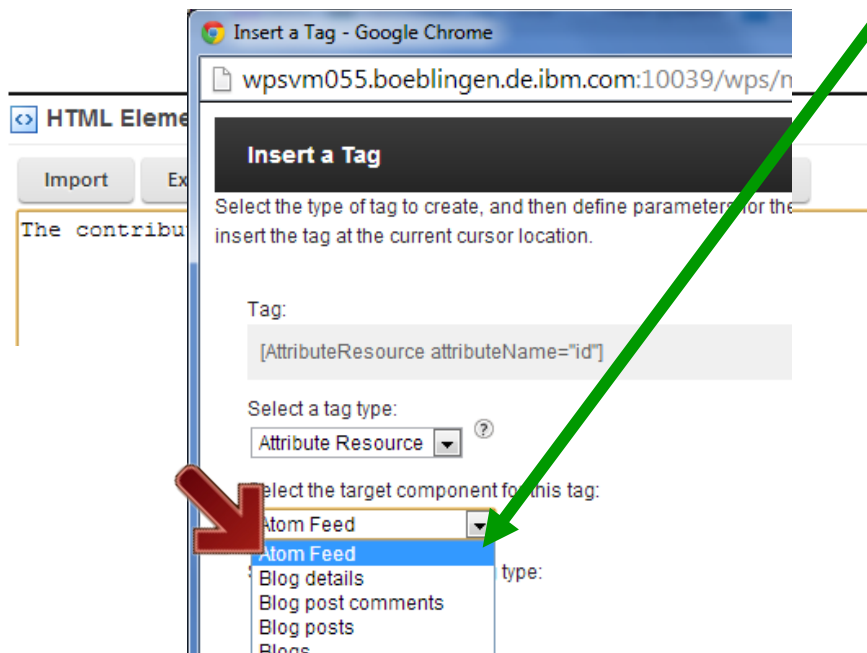 Insert a Tag - Google Chrome
wpsvm055.boeblingen.de.ibm.com:10039/wps/
HTML Eleme
Insert a Tag
Import Ex
Select the type of tag to create, and then define parameters for the
The contribu
insert the tag at the current cursor location.
Tag:
[AttributeResource attributeName="id"]
Select a tag type:
Attribute Resource ?
Select the target component for this tag:
Atom Feed
Atom Feed
type:
Blog details
Blog post comments
Blog posts
Blogs